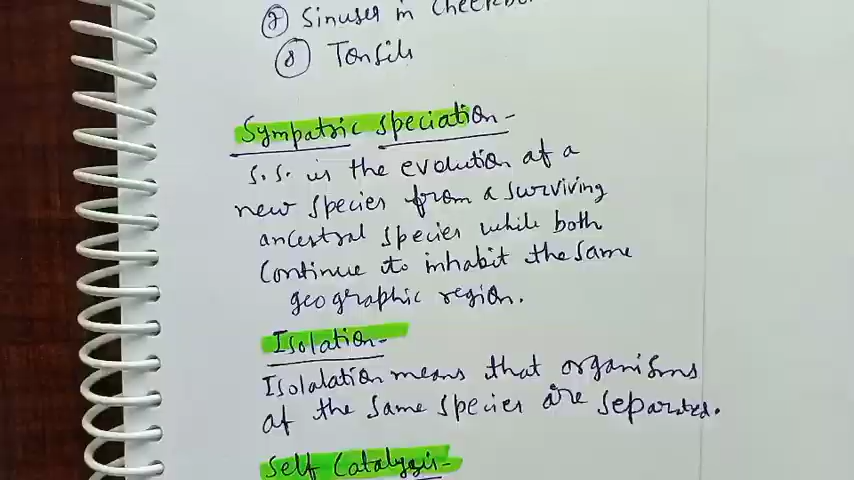 ⑦ Sinuses in Cheekbo
⑧ Tonsils
Sympatric speciation-
S.S. is the evolution of a
new species from a surviving
ancestral species while both
Continue to inhabit the same
geographic region.
Isolation-
Isolalation means that organisms
of the same species are separated.
Self Catalysis-